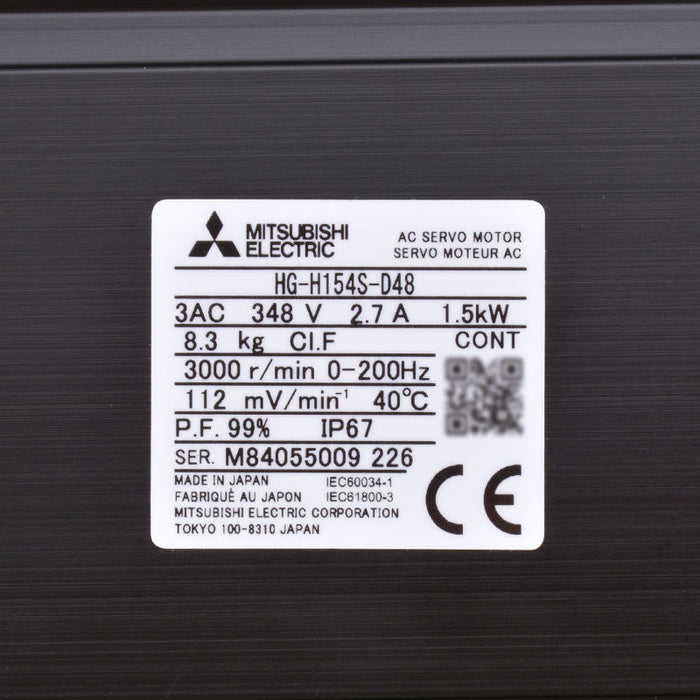 MITSUBISHI
ELECTRIC
AC SERVO MOTOR
SERVO MOTEUR AC
HG-H154S-D48
3AC 348 V 2.7 A 1.5kW
8.3 kg CI.F CONT
3000 r/min 0-200Hz
112 mV/min⁻¹ 40℃
P.F. 99% IP67
SER. M84055009 226
MADE IN JAPAN IEC60034-1
FABRIQUÉ AU JAPON IEC61800-3
MITSUBISHI ELECTRIC CORPORATION
TOKYO 100-8310 JAPAN
CE